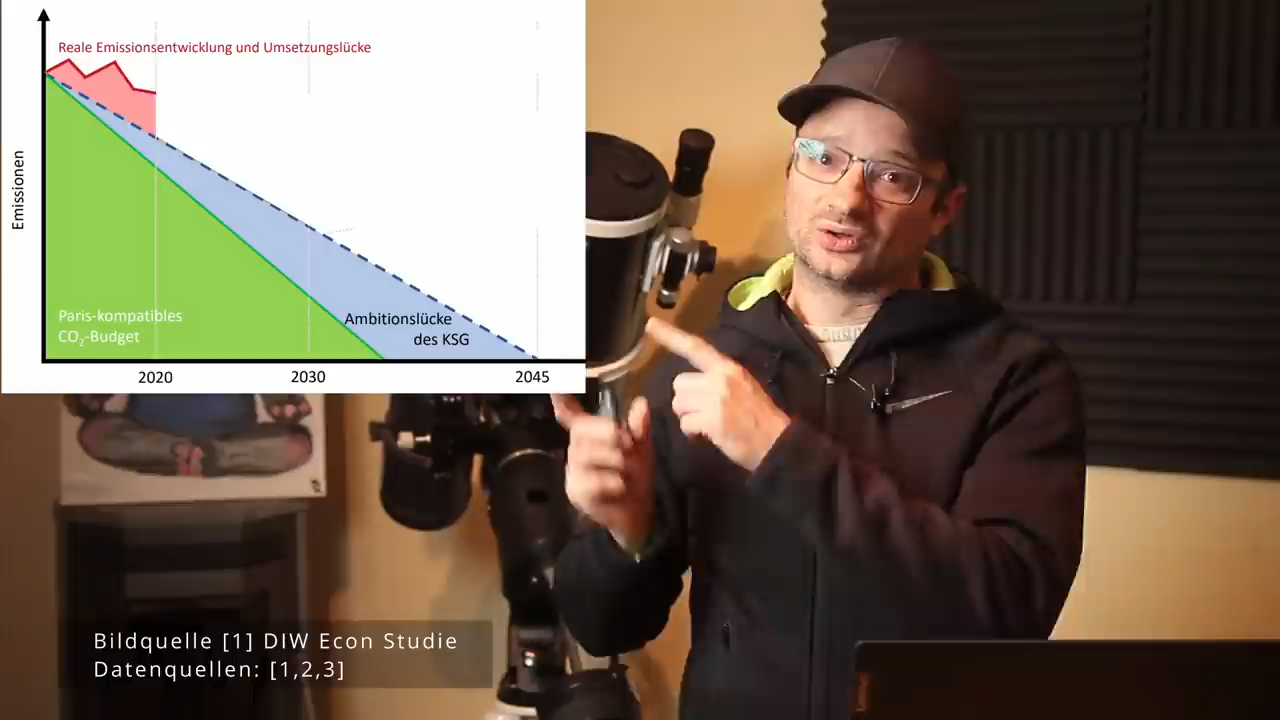 Reale Emissionsentwicklung und Umsetzungslücke
Emissionen
Paris-kompatibles
CO₂-Budget
Ambitionslücke
des KSG
2020
2030
2045
Bildquelle [1] DIW Econ Studie
Datenquellen: [1,2,3]